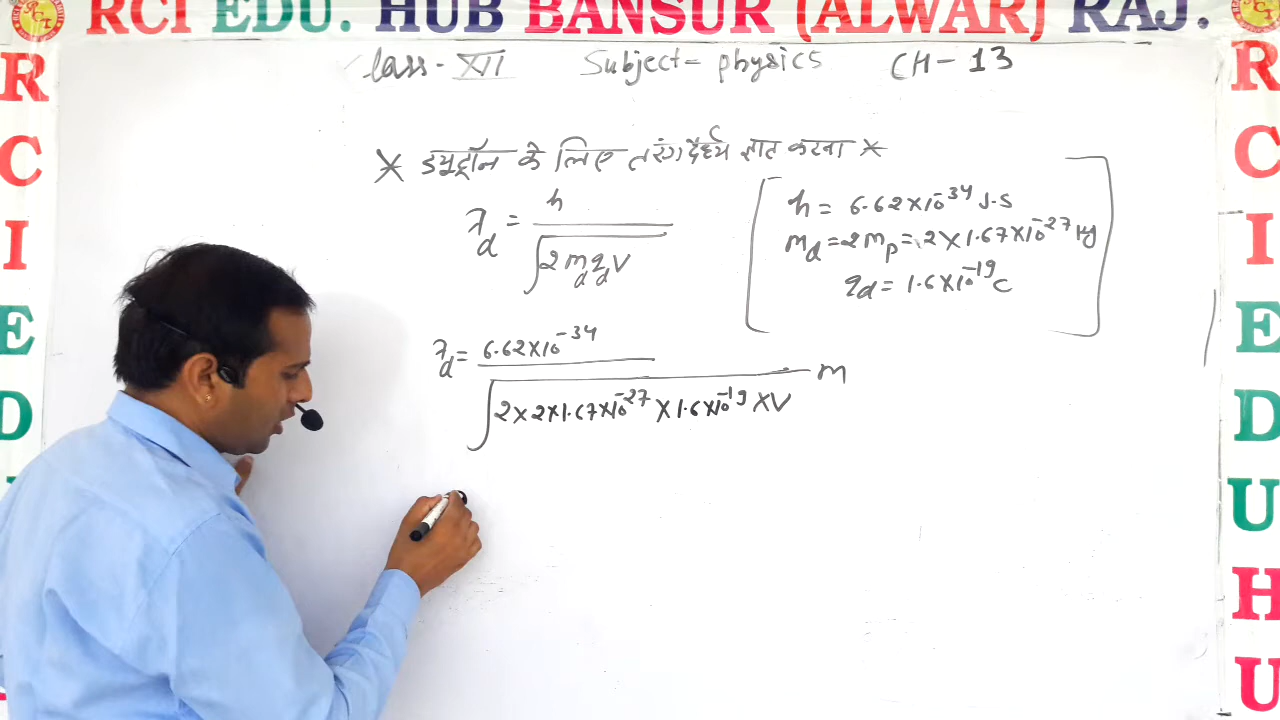 RCI EDU. HUB BANSUR (ALWAR) RAJ.
Class - XII Subject = physics CH - 13
* ड्यूट्रॉन के लिए तरंगदैर्ध्य ज्ञात करना *
λd = h / √(2 md qd V)
h = 6.62×10⁻³⁴ J-S
md = 2mp = 2×1.67×10⁻²⁷ kg
qd = 1.6×10⁻¹⁹ C
λd = 6.62×10⁻³⁴ / √(2×2×1.67×10⁻²⁷×1.6×10⁻¹⁹×V) m
R C I E D
R C I E D U H U